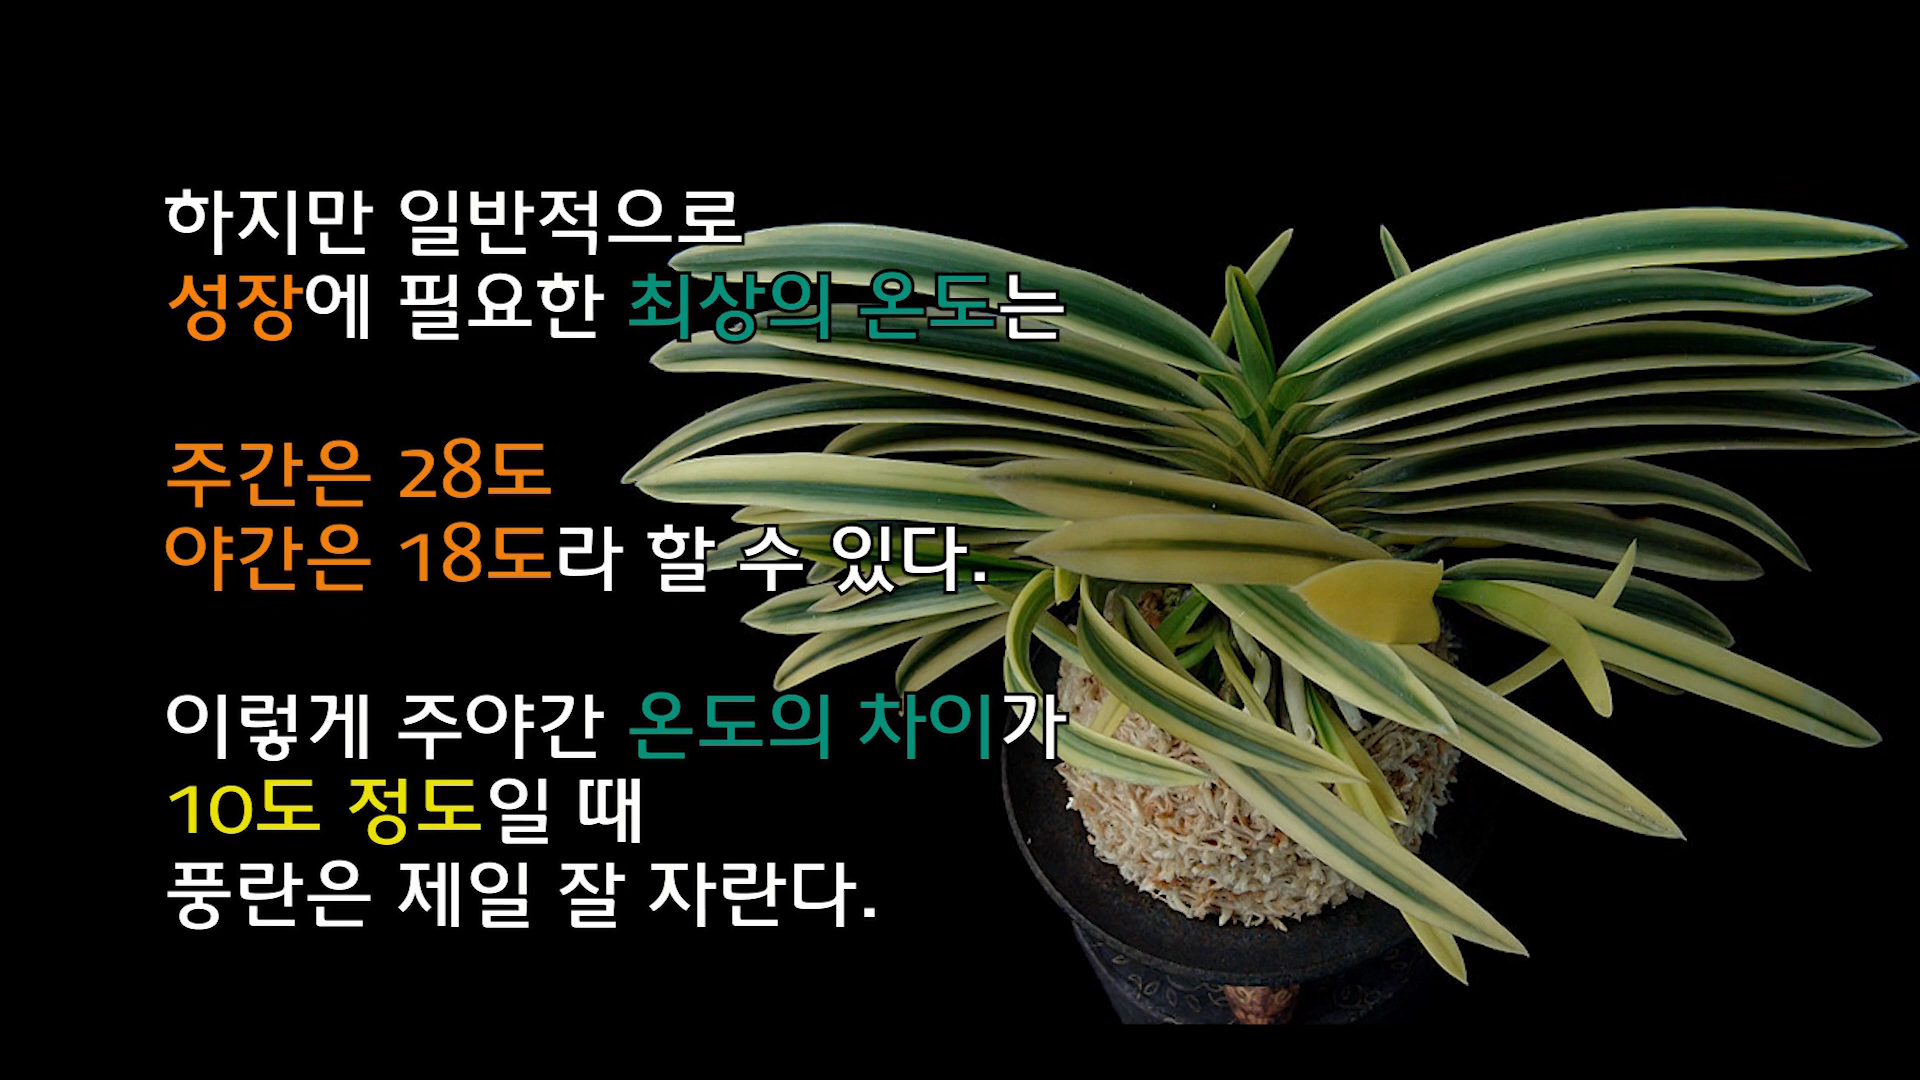 하지만 일반적으로
성장에 필요한 최상의 온도는
주간은 28도
야간은 18도라 할 수 있다.
이렇게 주야간 온도의 차이가
10도 정도일 때
풍란은 제일 잘 자란다.